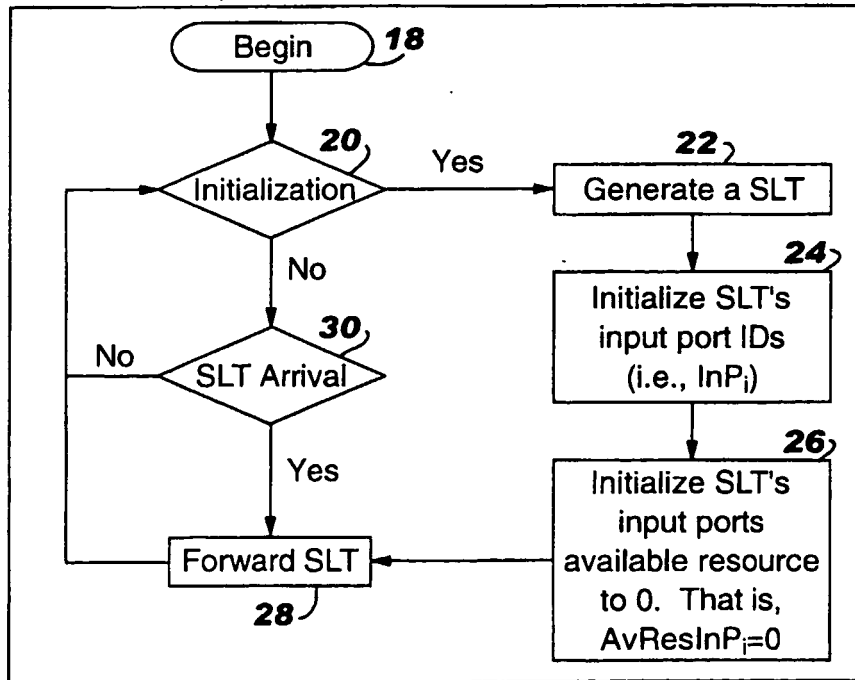 Begin
18
20
Initialization
Yes
22
Generate a SLT
No
24
Initialize SLT's
input port IDs
(i.e., InPᵢ)
30
No
SLT Arrival
Yes
26
Initialize SLT's
input ports
available resource
to 0. That is,
AvResInPᵢ=0
Forward SLT
28